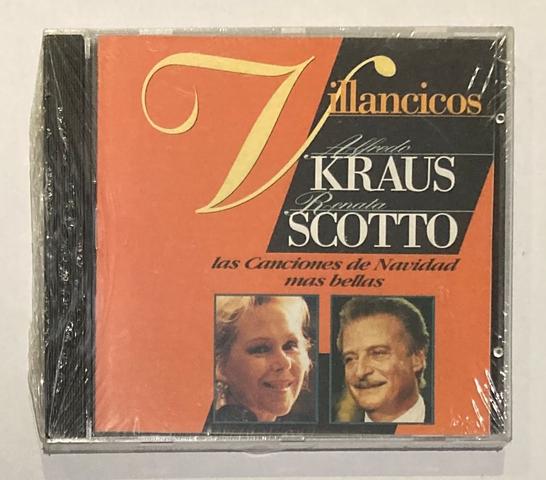 Villancicos
Alfredo
KRAUS
Renata
SCOTTO
las Canciones de Navidad
mas bellas